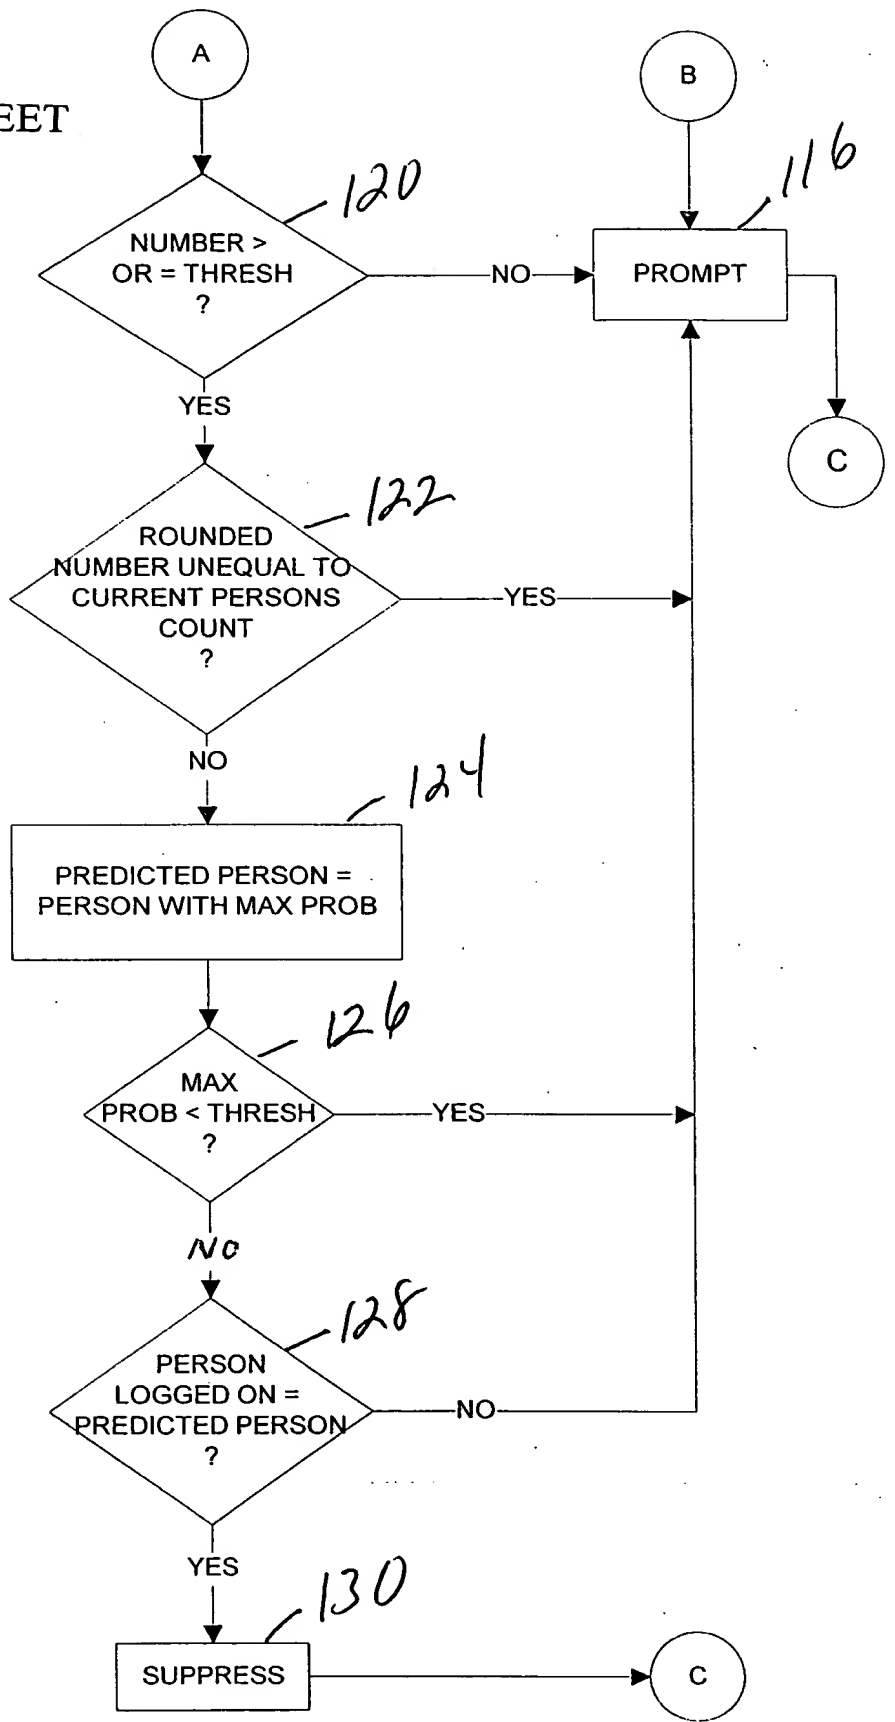 A
B
EET
120
116
NUMBER >
OR = THRESH
?
NO
PROMPT
YES
C
122
ROUNDED
NUMBER UNEQUAL TO
CURRENT PERSONS
COUNT
?
YES
NO
124
PREDICTED PERSON =
PERSON WITH MAX PROB
126
MAX
PROB < THRESH
?
YES
NO
128
PERSON
LOGGED ON =
PREDICTED PERSON
?
NO
YES
130
SUPPRESS
C